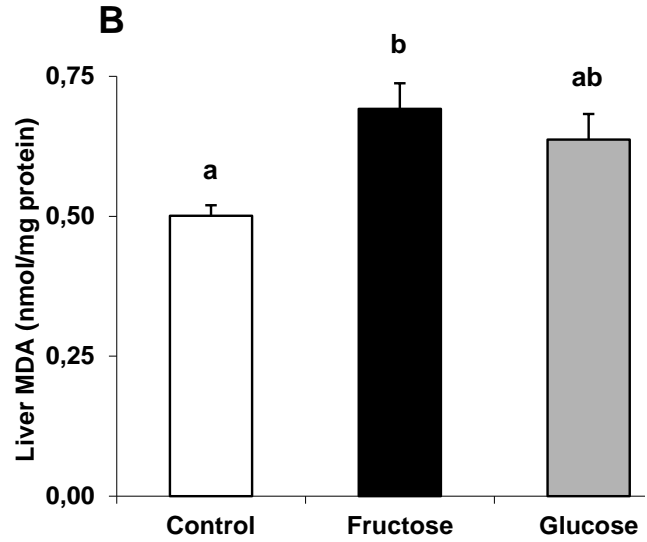 B
b
ab
a
0,75
0,50
0,25
0,00
Liver MDA (nmol/mg protein)
Control
Fructose
Glucose